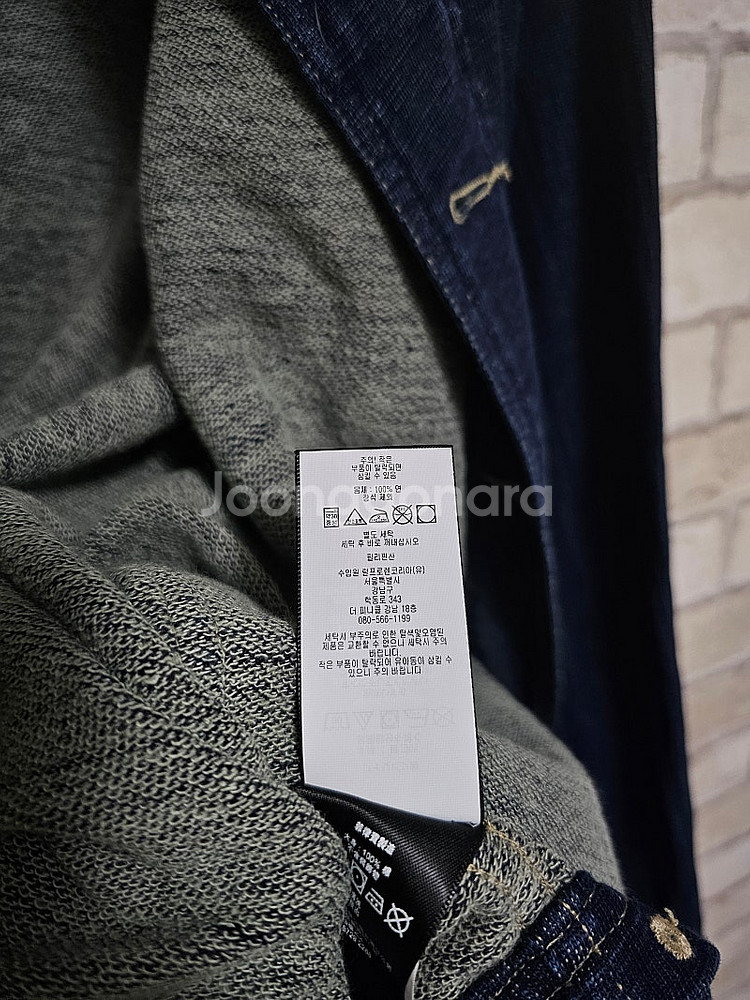 주의! 작은
부품이 탈락되면
삼킬 수 있음
몸체 : 100% 면
장식 제외
Joongonara
별도 세탁
세탁 후 바로 꺼내십시오
필리핀산
수입원 랄프로렌코리아(유)
서울특별시
강남구
학동로 343
더 피나클 강남 18층
080-566-1199
세탁시 부주의로 인한 탈색및오염된
제품은 교환할 수 없으니 세탁시 주의
바랍니다.
작은 부품이 탈락되어 유아동이 삼킬 수
있으니 주의 바랍니다
100% 棉